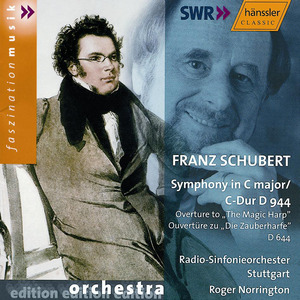 faszination musik
SWR
hänssler
CLASSIC
FRANZ SCHUBERT
Symphony in C major/
C-Dur D 944
Overture to „The Magic Harp"
Ouvertüre zu „Die Zauberharfe"
D 644
Radio-Sinfonieorchester
Stuttgart
Roger Norrington
orchestra
edition edition edition